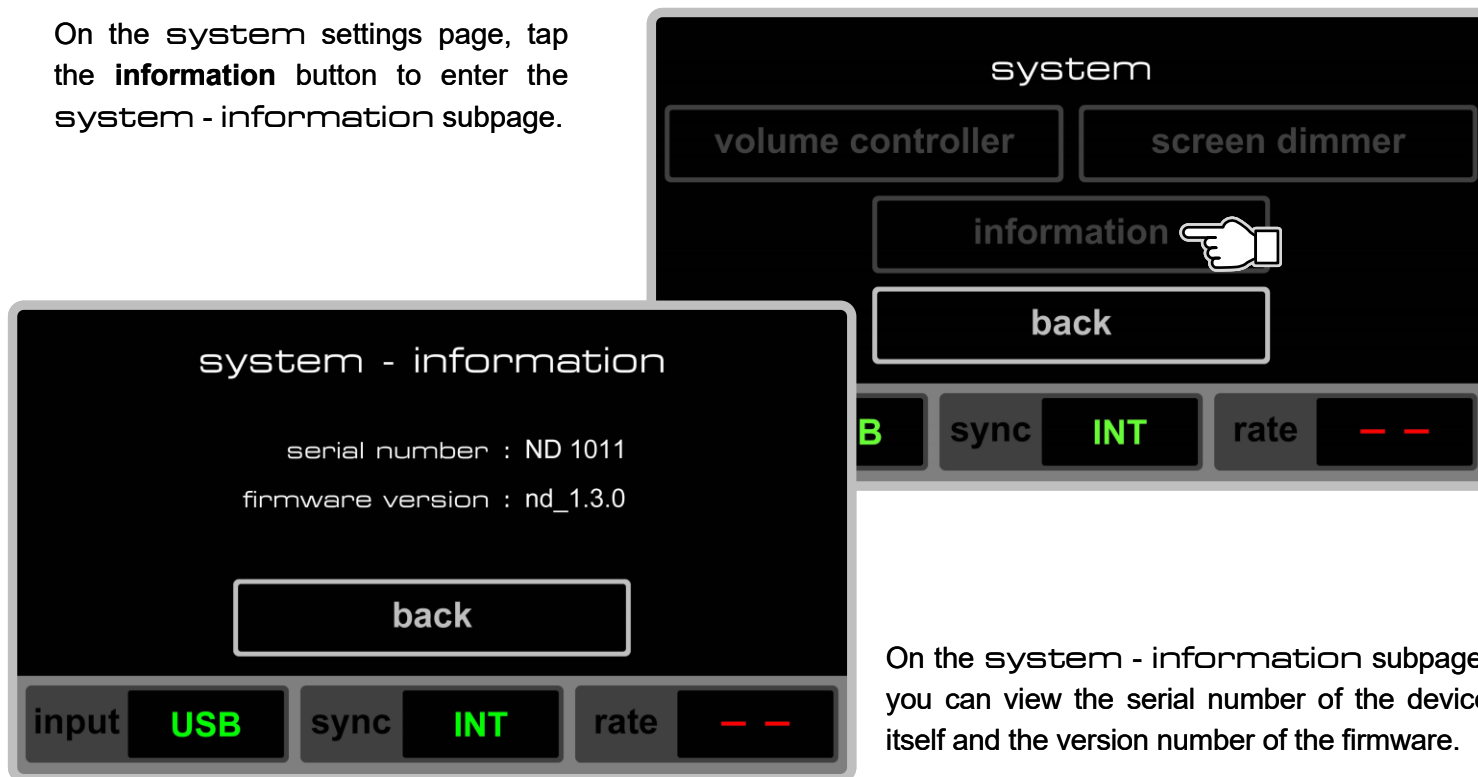 On the system settings page, tap
the information button to enter the
system - information subpage.
system
volume controller
screen dimmer
information
back
B
sync
INT
rate
– –
system - information
serial number : ND 1011
firmware version : nd_1.3.0
back
input
USB
sync
INT
rate
– –
On the system - information subpage
you can view the serial number of the device
itself and the version number of the firmware.